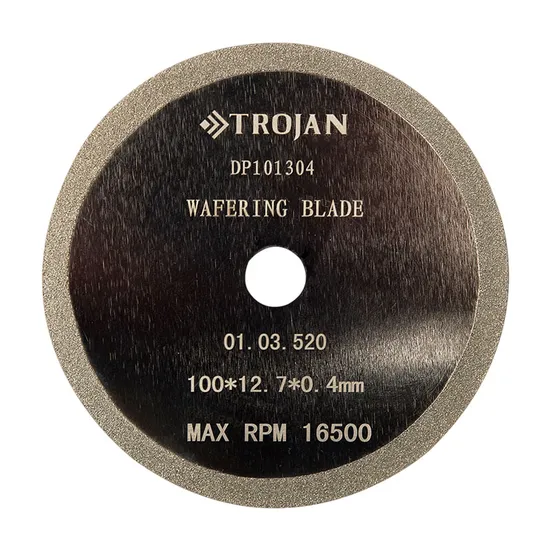 TROJAN
DP101304
WAFERING BLADE
01.03.520
100*12.7*0.4mm
MAX RPM 16500